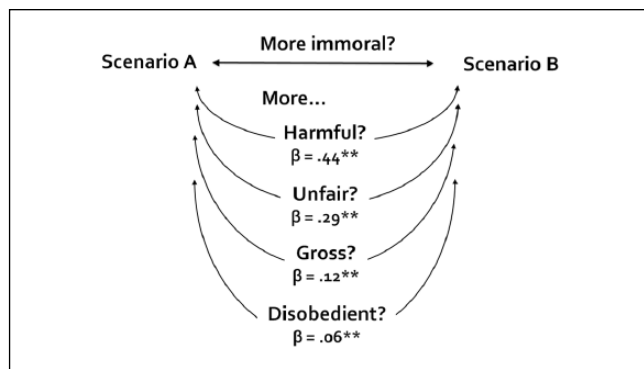 More immoral?
Scenario A
Scenario B
More...
Harmful?
β = .44**
Unfair?
β = .29**
Gross?
β = .12**
Disobedient?
β = .06**